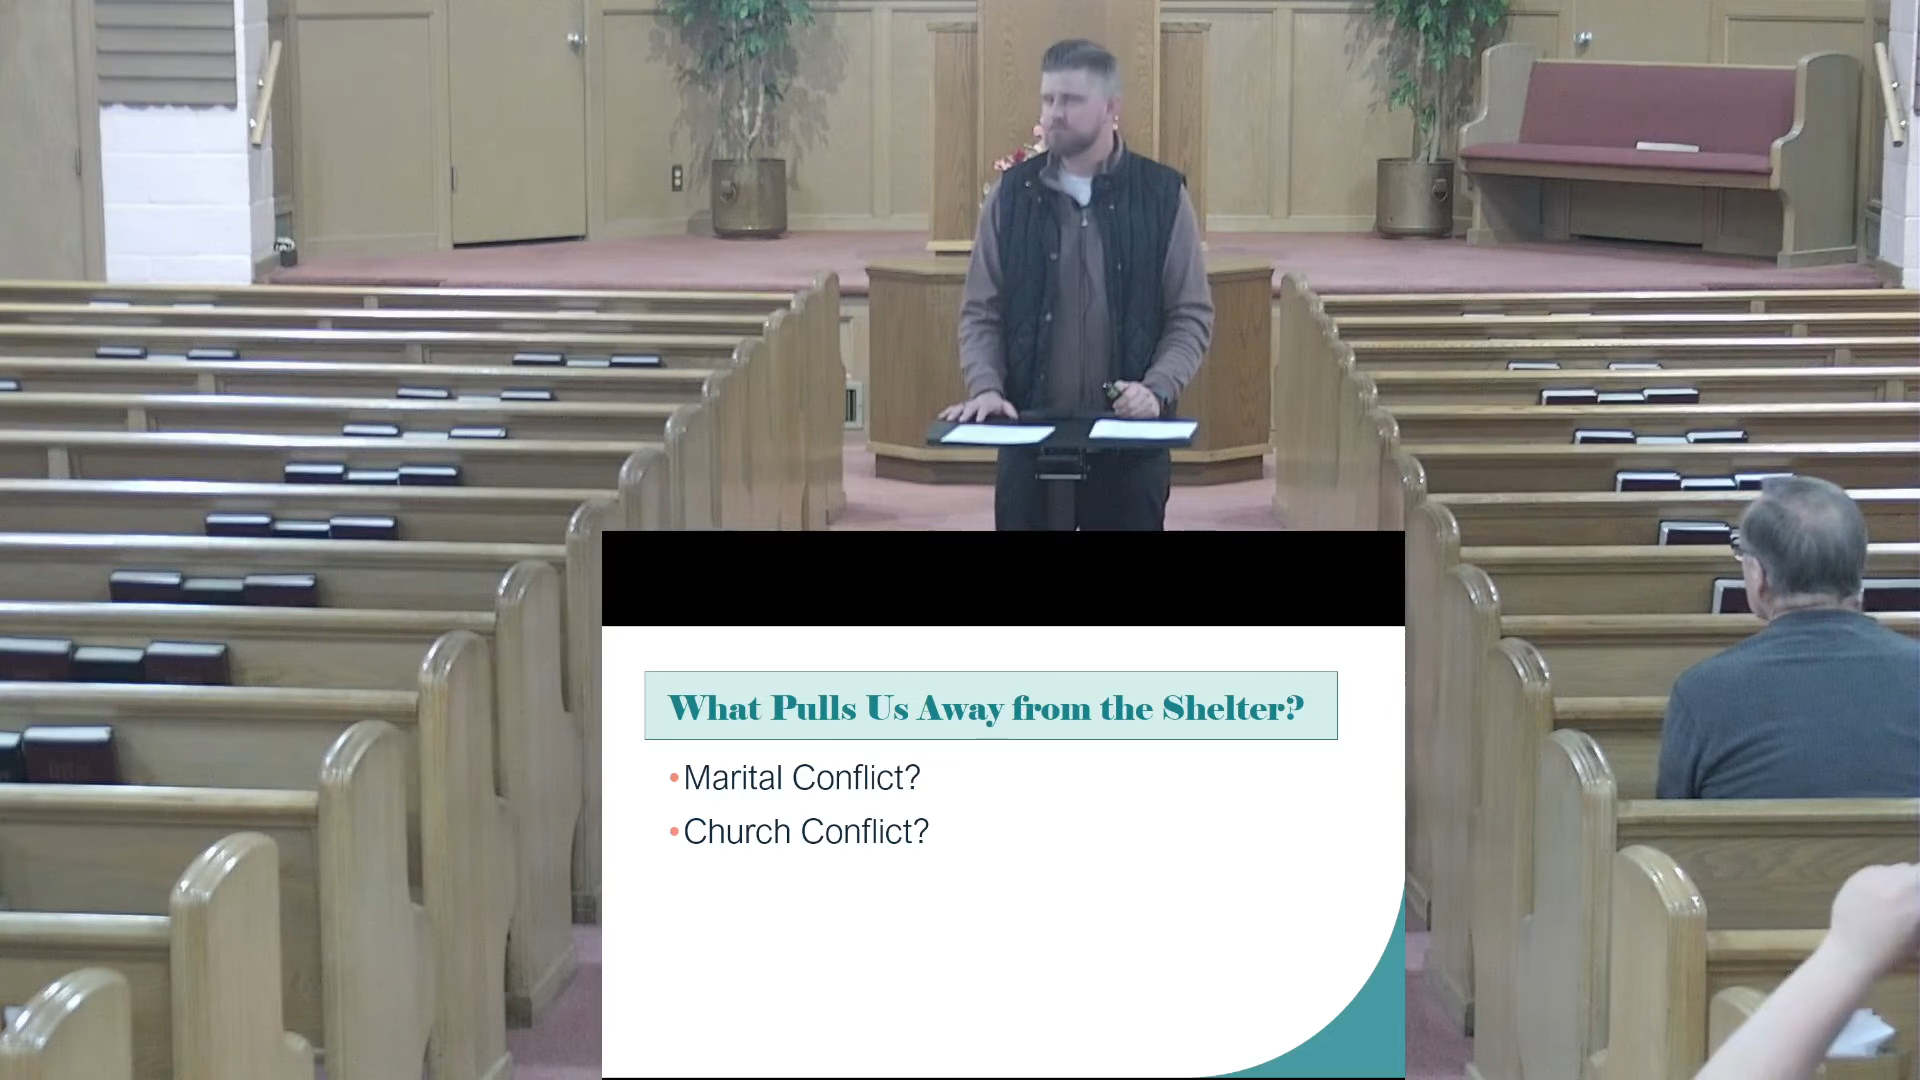 What Pulls Us Away from the Shelter?
•Marital Conflict?
•Church Conflict?